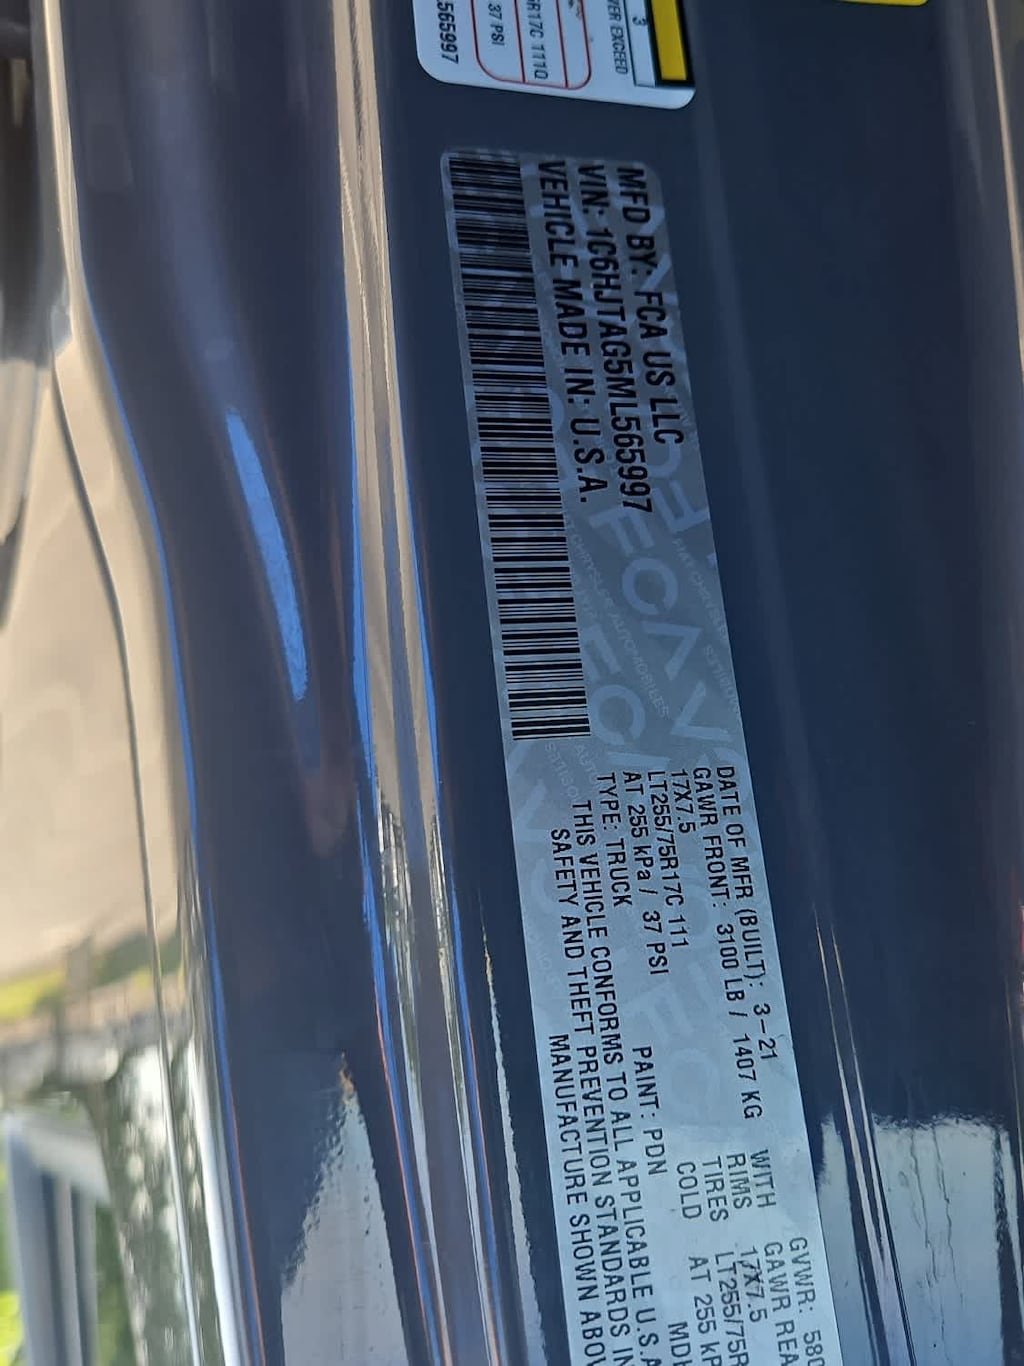 VER EXCEED
3
R17C 111Q
37 PSI
565997
MFD BY: FCA US LLC
VIN: 1C6HJTAG5ML565997
VEHICLE MADE IN: U.S.A.
DATE OF MFR (BUILT): 3-21 GVWR: 580
GAWR FRONT: 3100 LB / 1407 KG WITH GAWR REA
17X7.5 RIMS 17X7.5
LT255/75R17C 111 TIRES LT255/75R
AT 255 kPa / 37 PSI COLD AT 255 kP
TYPE: TRUCK PAINT: PDN MDH
THIS VEHICLE CONFORMS TO ALL APPLICABLE U.S.A
SAFETY AND THEFT PREVENTION STANDARDS IN
MANUFACTURE SHOWN ABOV